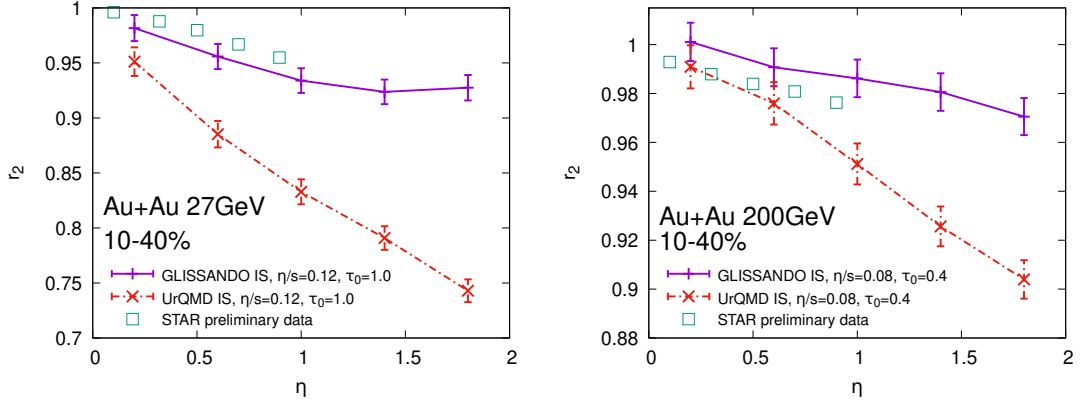 1
0.95
0.9
0.85
0.8
0.75
0.7
r2
Au+Au 27GeV
10-40%
GLISSANDO IS, η/s=0.12, τ0=1.0
UrQMD IS, η/s=0.12, τ0=1.0
STAR preliminary data
0 0.5 1 1.5 2
η
1
0.98
0.96
0.94
0.92
0.9
0.88
r2
Au+Au 200GeV
10-40%
GLISSANDO IS, η/s=0.08, τ0=0.4
UrQMD IS, η/s=0.08, τ0=0.4
STAR preliminary data
0 0.5 1 1.5 2
η